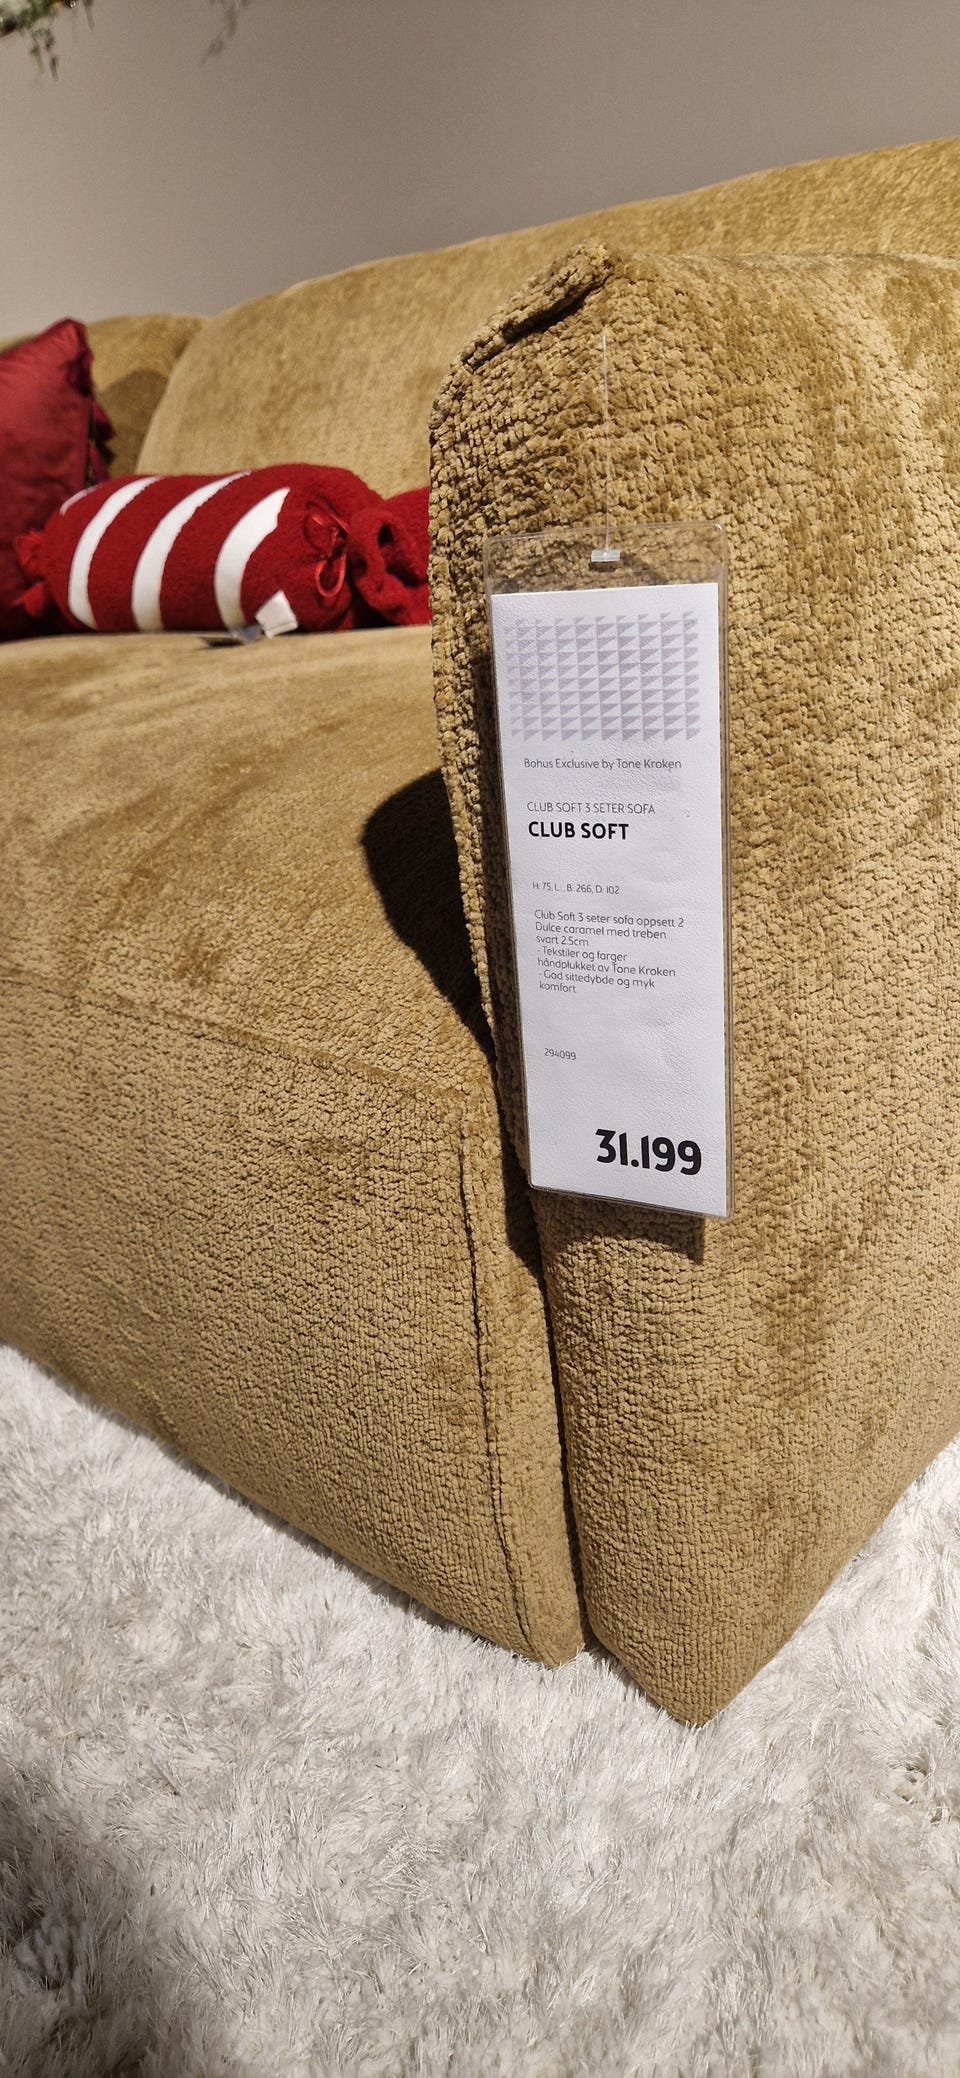 Bohus Exclusive by Tone Kroken
CLUB SOFT 3 SETER SOFA
CLUB SOFT
H: 75, L: , B: 266, D: 102
Club Soft 3 seter sofa oppsett 2
Dulce caramel med treben
svart 2.5cm
- Tekstiler og farger
håndplukket av Tone Kroken
- God sittedybde og myk
komfort
294099
31.199